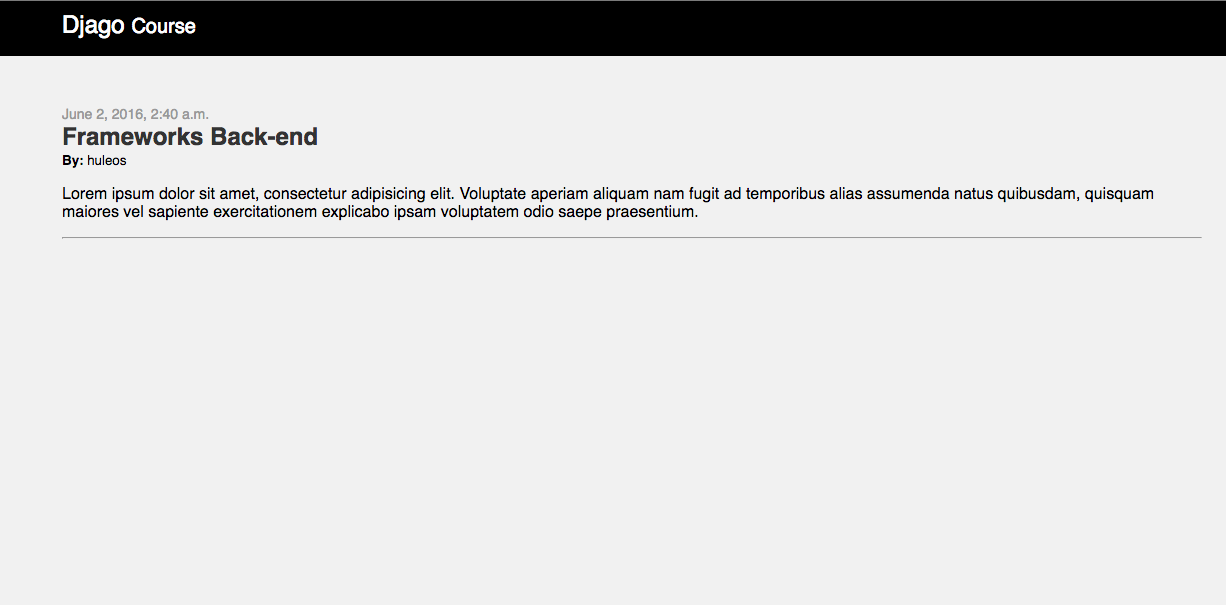 Djago Course
June 2, 2016, 2:40 a.m.
Frameworks Back-end
By: huleos
Lorem ipsum dolor sit amet, consectetur adipisicing elit. Voluptate aperiam aliquam nam fugit ad temporibus alias assumenda natus quibusdam, quisquam
maiores vel sapiente exercitationem explicabo ipsam voluptatem odio saepe praesentium.